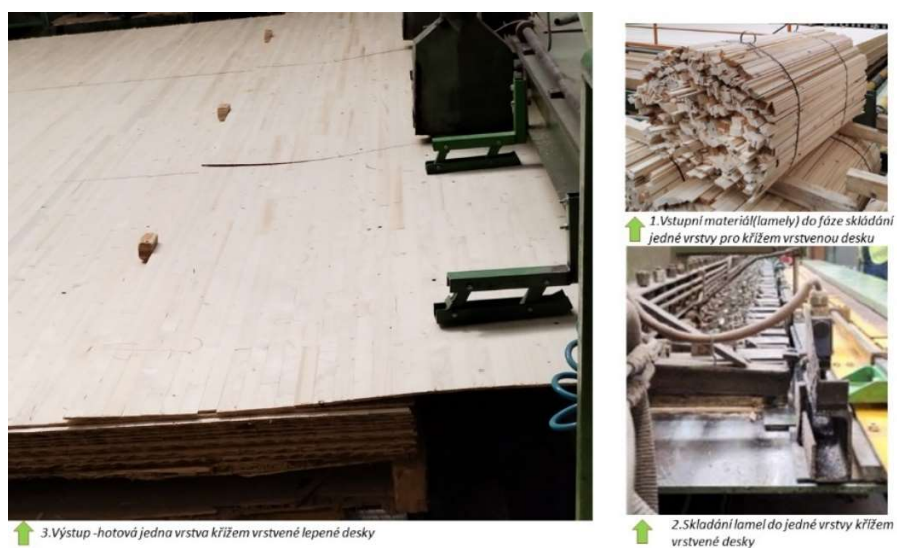 1.Vstupní materiál(lamely) do fáze skládání
jedné vrstvy pro křížem vrstvenou desku
2.Skládání lamel do jedné vrstvy křížem
vrstvené desky
3.Výstup -hotová jedna vrstva křížem vrstvené lepené desky